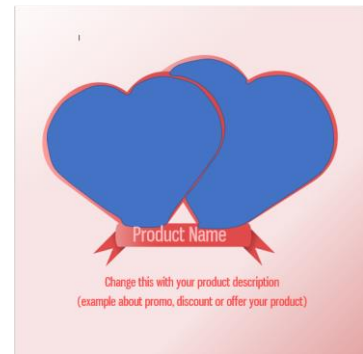 Product Name
Change this with your product description
(example about promo, discount or offer your product)